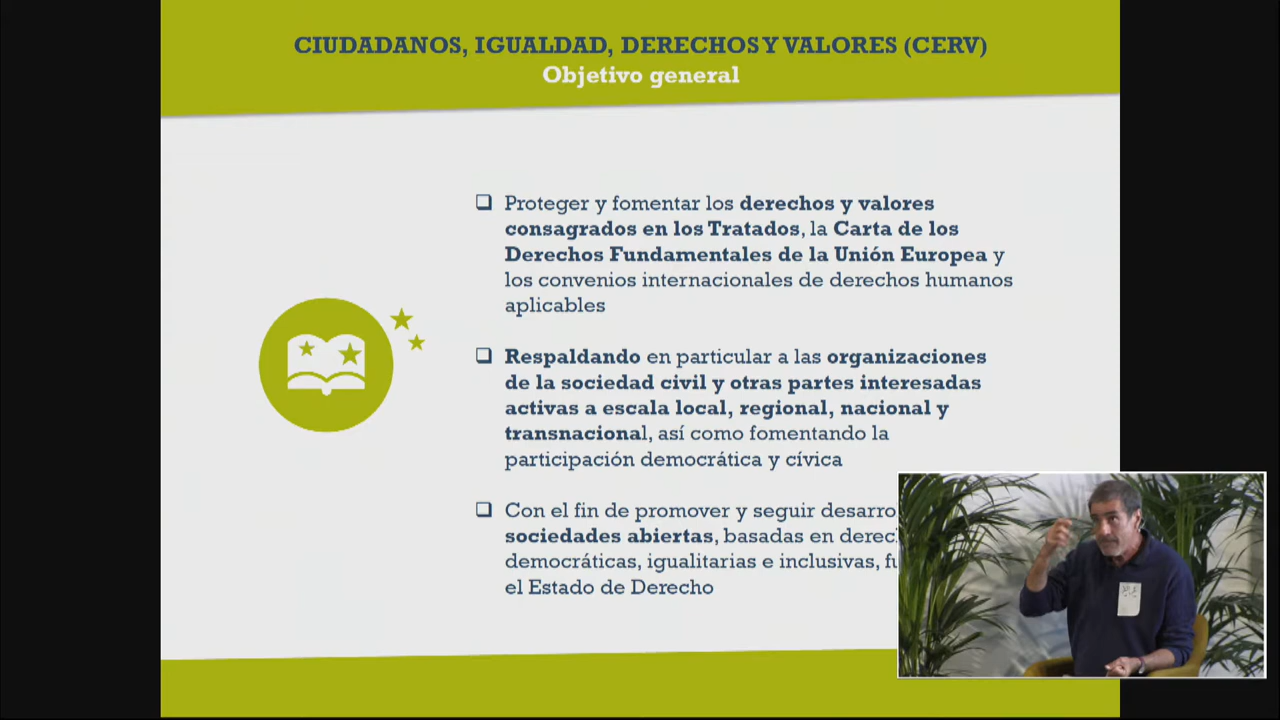 CIUDADANOS, IGUALDAD, DERECHOS Y VALORES (CERV)
Objetivo general
❑ Proteger y fomentar los derechos y valores
consagrados en los Tratados, la Carta de los
Derechos Fundamentales de la Unión Europea y
los convenios internacionales de derechos humanos
aplicables
❑ Respaldando en particular a las organizaciones
de la sociedad civil y otras partes interesadas
activas a escala local, regional, nacional y
transnacional, así como fomentando la
participación democrática y cívica
❑ Con el fin de promover y seguir
sociedades abiertas, basadas en
democráticas, igualitarias e inclusivas,
el Estado de Derecho